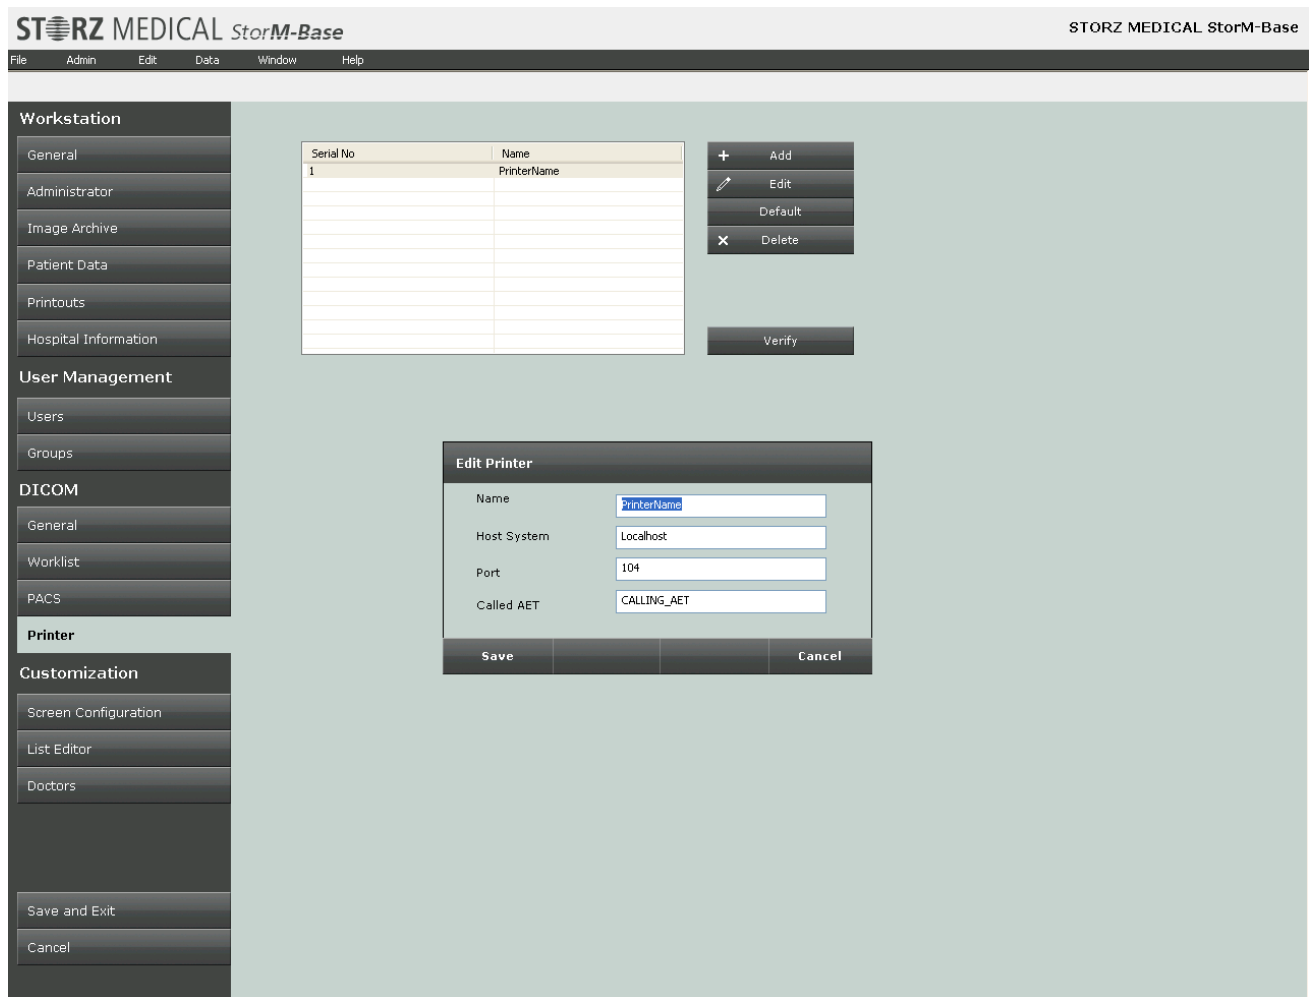 STORZ MEDICAL StorM-Base
STORZ MEDICAL StorM-Base
File Admin Edit Data Window Help
Workstation
General
Administrator
Image Archive
Patient Data
Printouts
Hospital Information
User Management
Users
Groups
DICOM
General
Worklist
PACS
Printer
Customization
Screen Configuration
List Editor
Doctors
Save and Exit
Cancel
Serial No Name
1 PrinterName
Add
Edit
Default
Delete
Verify
Edit Printer
Name PrinterName
Host System Localhost
Port 104
Called AET CALLING_AET
Save Cancel